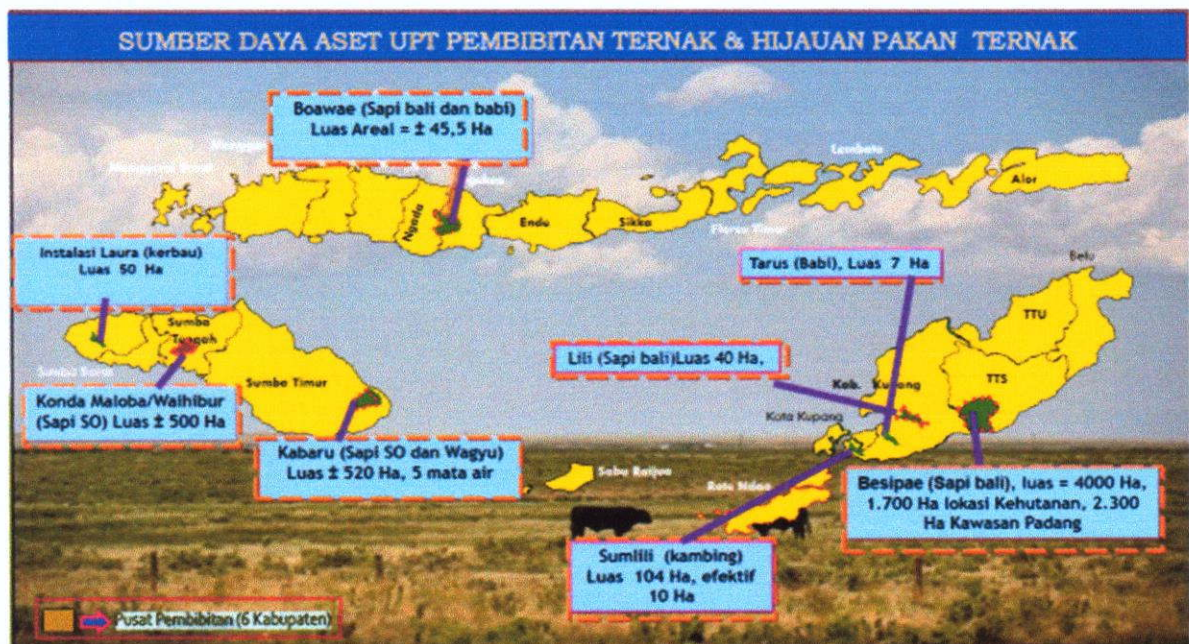 SUMBER DAYA ASET UPT PEMBIBITAN TERNAK & HIJAUAN PAKAN TERNAK
Boawae (Sapi bali dan babi)
Luas Areal = ± 45,5 Ha
Lembata
Alor
Ngada
Endu
Sikka
Flores Timur
Instalasi Laura (kerbau)
Luas 50 Ha
Tarus (Babi), Luas 7 Ha
Belu
TTU
Sumba
Tengah
Sumba Barat
Sumba Timur
Lili (Sapi bali)Luas 40 Ha,
Kab. Kupang
TTS
Kota Kupang
Konda Maloba/Waihibur
(Sapi SO) Luas ± 500 Ha
Kabaru (Sapi SO dan Wagyu)
Luas ± 520 Ha, 5 mata air
Sabu Raijua
Rote Ndao
Besipae (Sapi bali), luas = 4000 Ha,
1.700 Ha lokasi Kehutanan, 2.300
Ha Kawasan Padang
Sumlili (kambing)
Luas 104 Ha, efektif
10 Ha
Pusat Pembibitan (6 Kabupaten)